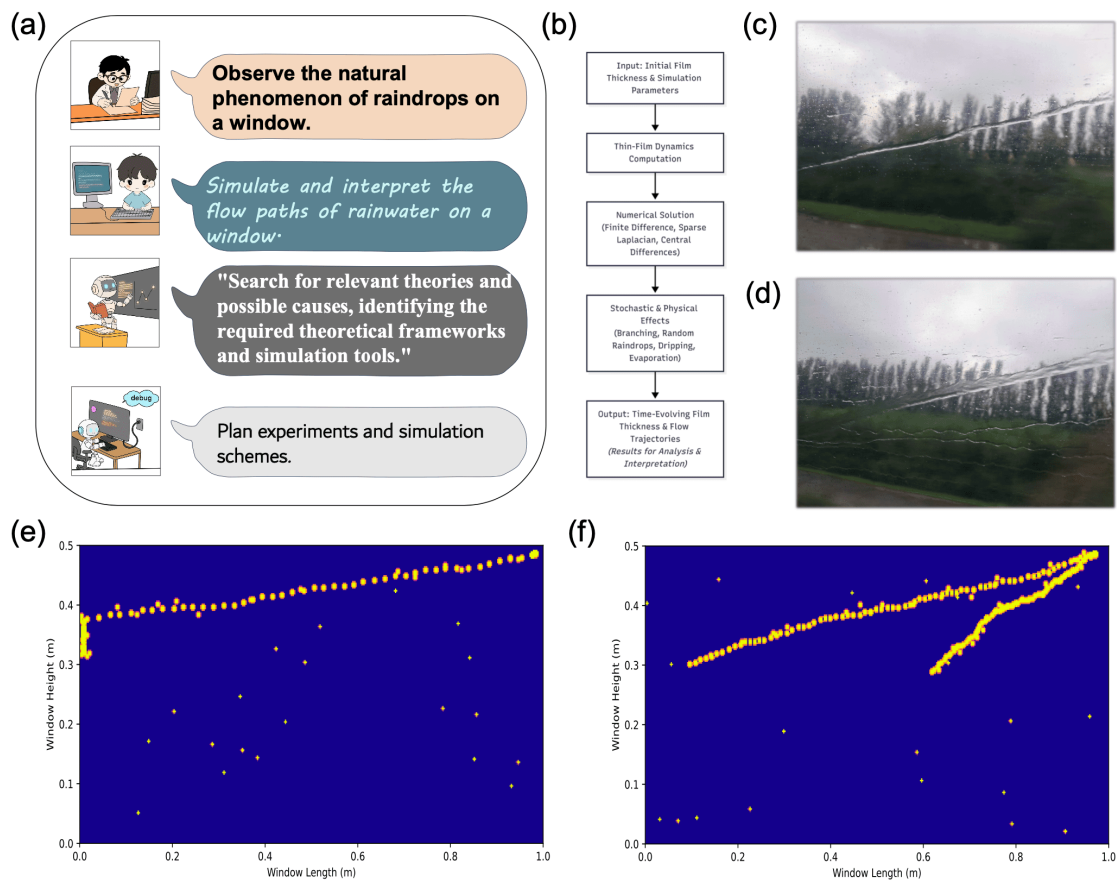 (a)
Observe the natural
phenomenon of raindrops on
a window.
Simulate and interpret the
flow paths of rainwater on a
window.
"Search for relevant theories and
possible causes, identifying the
required theoretical frameworks
and simulation tools."
debug
Plan experiments and simulation
schemes.
(b)
Input: Initial Film
Thickness & Simulation
Parameters
Thin-Film Dynamics
Computation
Numerical Solution
(Finite Difference, Sparse
Laplacian, Central
Differences)
Stochastic & Physical
Effects
(Branching, Random
Raindrops, Dripping,
Evaporation)
Output: Time-Evolving Film
Thickness & Flow
Trajectories
(Results for Analysis &
Interpretation)
(c)
(d)
(e)
0.5
0.4
0.3
0.2
0.1
0.0
Window Height (m)
0.0 0.2 0.4 0.6 0.8 1.0
Window Length (m)
(f)
0.5
0.4
0.3
0.2
0.1
0.0
Window Height (m)
0.0 0.2 0.4 0.6 0.8 1.0
Window Length (m)